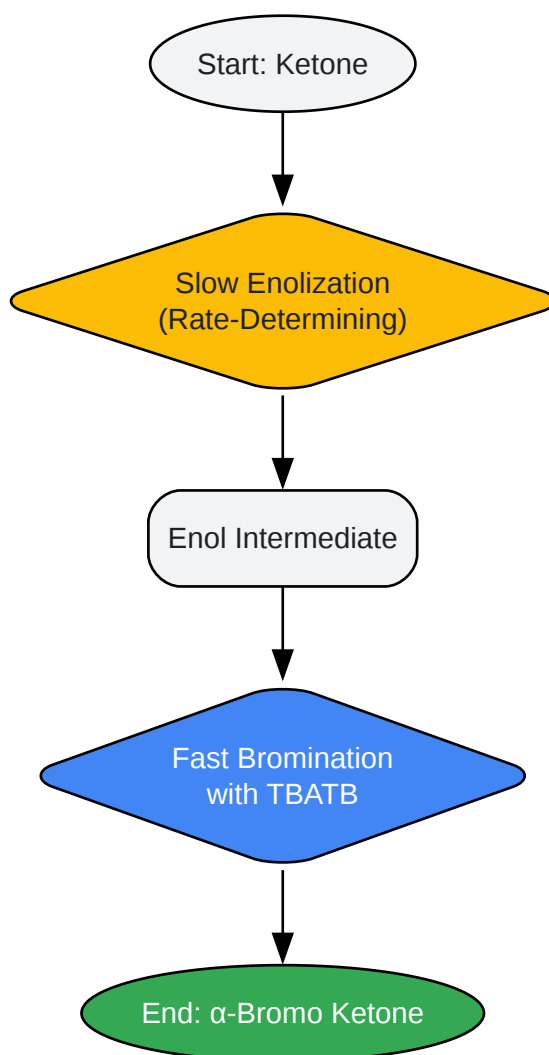 Start: Ketone
Slow Enolization
(Rate-Determining)
Enol Intermediate
Fast Bromination
with TBATB
End: α-Bromo Ketone